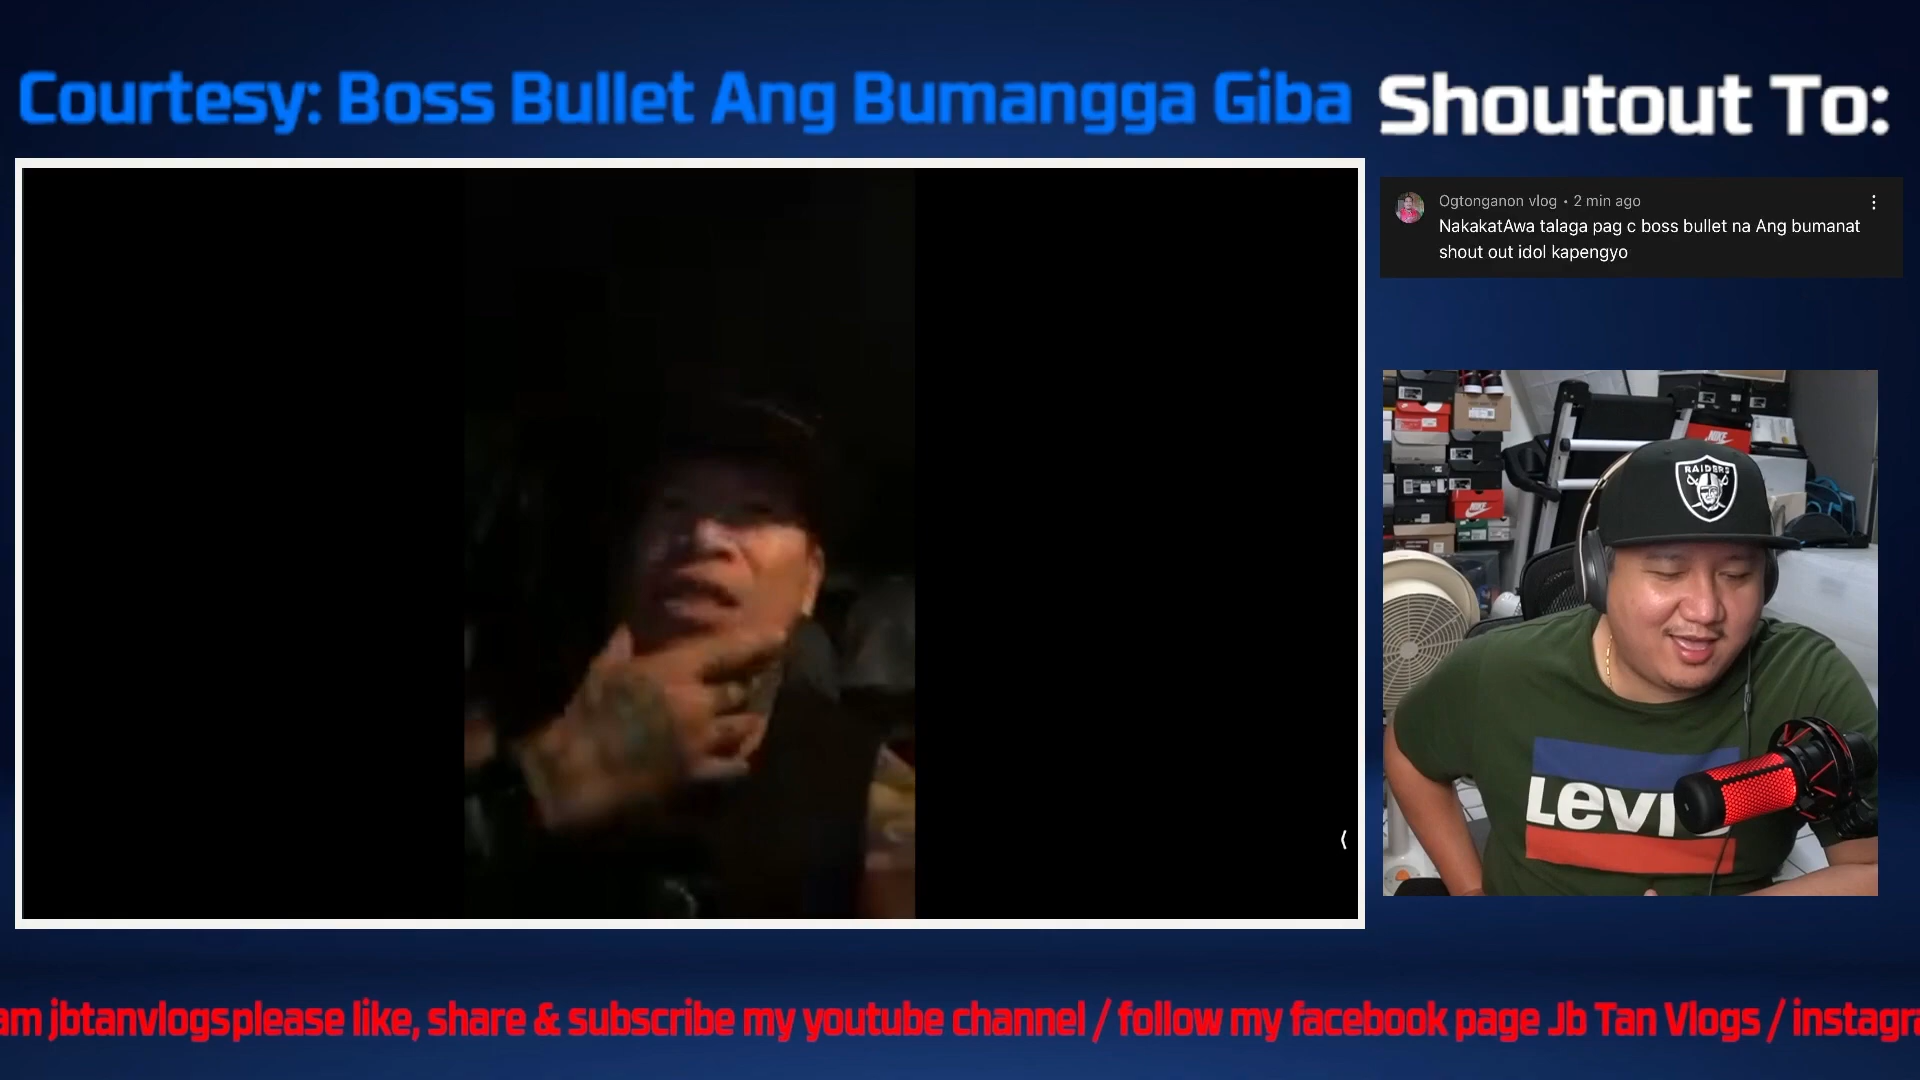 Courtesy: Boss Bullet Ang Bumangga Giba
Shoutout To:
Ogtonganon vlog • 2 min ago
NakakatAwa talaga pag c boss bullet na Ang bumanat
shout out idol kapengyo
RAIDERS
NIKE
Levi
am jbtanvlogsplease like, share & subscribe my youtube channel / follow my facebook page Jb Tan Vlogs / instagra